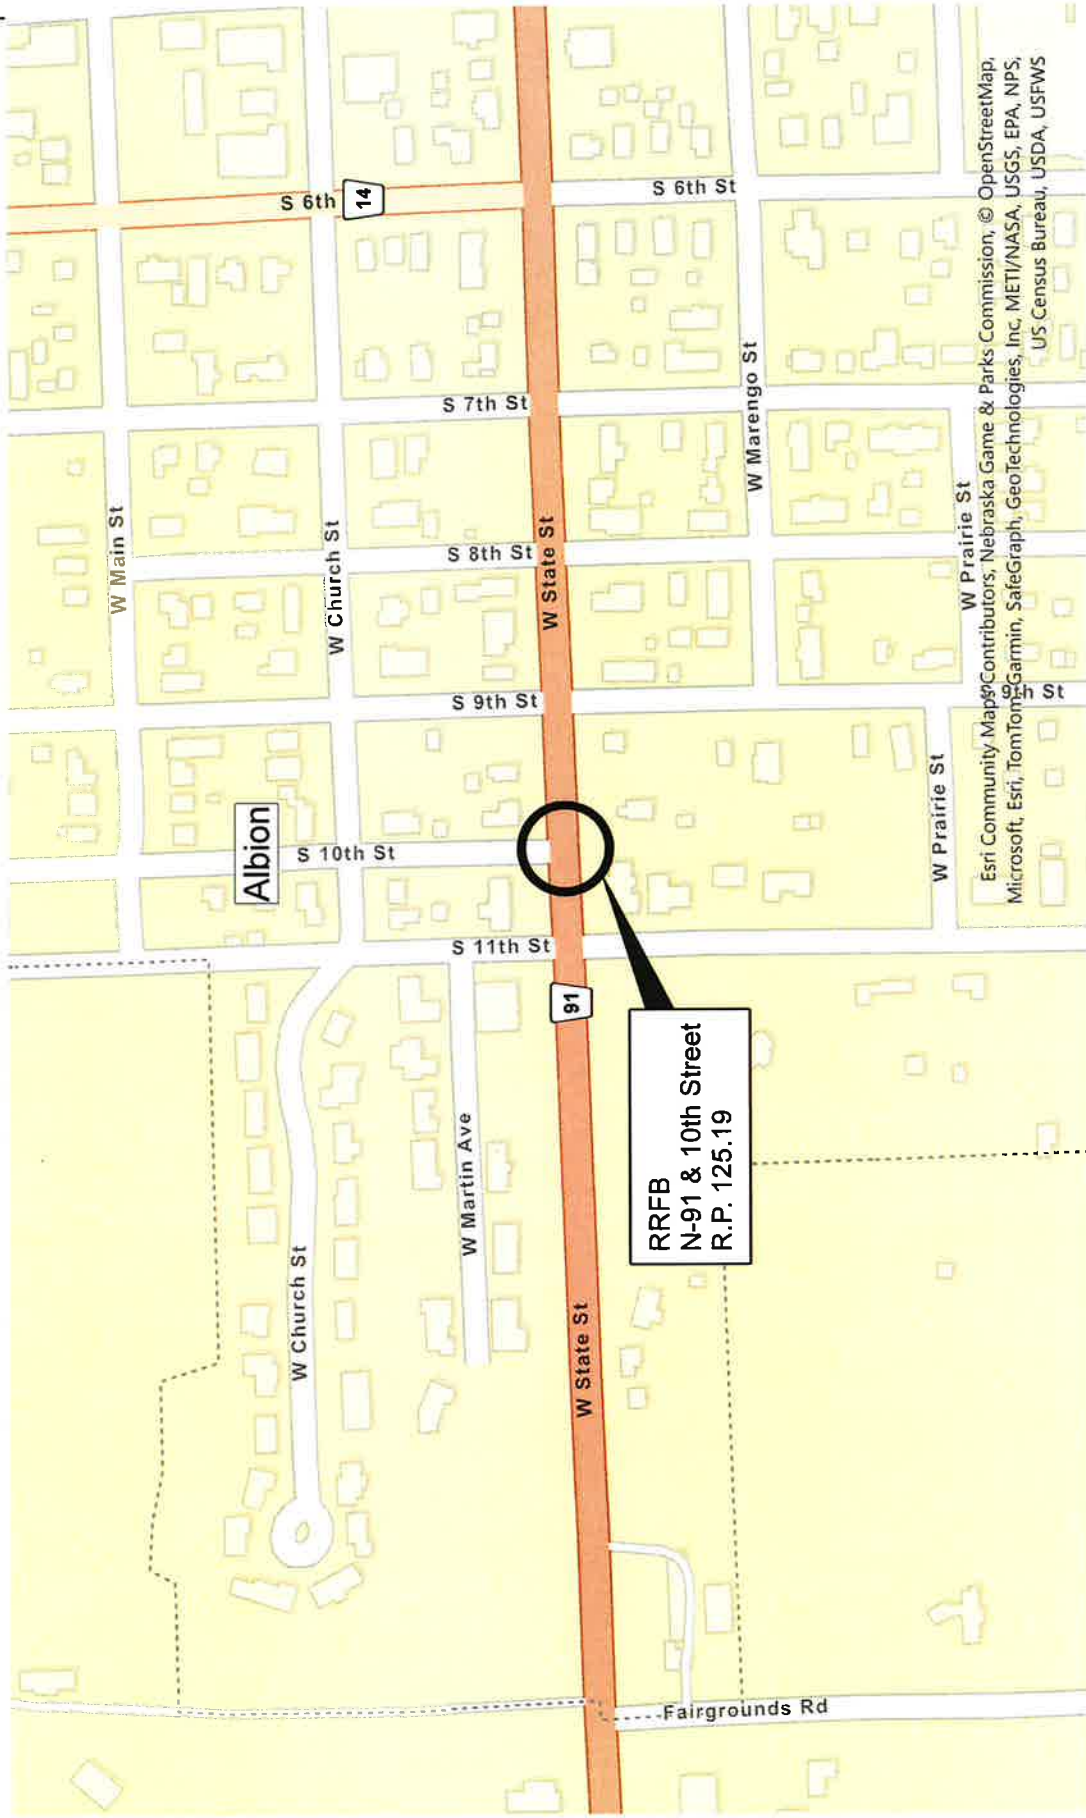 W Main St
W Church St
S 6th
14
S 6th St
S 7th St
S 8th St
W State St
W Marengo St
W Prairie St
S 9th St
S 9th St
Albion
S 10th St
W Prairie St
S 11th St
91
W Martin Ave
W Church St
W State St
RRFB
N-91 & 10th Street
R.P. 125.19
Fairgrounds Rd
Esri Community Maps Contributors, Nebraska Game & Parks Commission, © OpenStreetMap,
Microsoft, Esri, TomTom, Garmin, SafeGraph, GeoTechnologies, Inc, METI/NASA, USGS, EPA, NPS,
US Census Bureau, USDA, USFWS